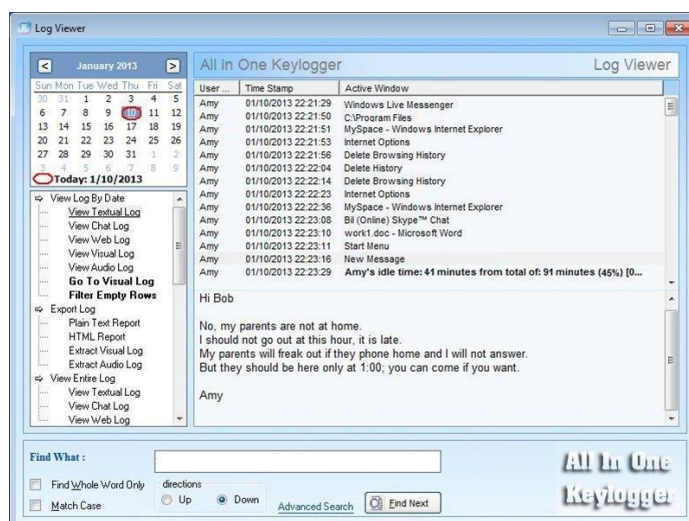 Log Viewer
January 2013
Sun Mon Tue Wed Thu Fri Sat
30 31 1 2 3 4 5
6 7 8 9 10 11 12
13 14 15 16 17 18 19
20 21 22 23 24 25 26
27 28 29 30 31 1 2
3 4 5 6 7 8 9
Today: 1/10/2013
View Log By Date
View Textual Log
View Chat Log
View Web Log
View Visual Log
View Audio Log
Go To Visual Log
Filter Empty Rows
Export Log
Plain Text Report
HTML Report
Extract Visual Log
Extract Audio Log
View Entire Log
View Textual Log
View Chat Log
View Web Log
All In One Keylogger Log Viewer
User ... Time Stamp Active Window
Amy 01/10/2013 22:21:29 Windows Live Messenger
Amy 01/10/2013 22:21:50 C:\Program Files
Amy 01/10/2013 22:21:51 MySpace - Windows Internet Explorer
Amy 01/10/2013 22:21:53 Internet Options
Amy 01/10/2013 22:21:56 Delete Browsing History
Amy 01/10/2013 22:22:04 Delete History
Amy 01/10/2013 22:22:14 Delete Browsing History
Amy 01/10/2013 22:22:23 Internet Options
Amy 01/10/2013 22:22:36 MySpace - Windows Internet Explorer
Amy 01/10/2013 22:23:08 Bil (Online) Skype™ Chat
Amy 01/10/2013 22:23:10 work1.doc - Microsoft Word
Amy 01/10/2013 22:23:11 Start Menu
Amy 01/10/2013 22:23:16 New Message
Amy 01/10/2013 22:23:29 Amy's idle time: 41 minutes from total of: 91 minutes (45%) [0...
Hi Bob
No, my parents are not at home.
I should not go out at this hour, it is late.
My parents will freak out if they phone home and I will not answer.
But they should be here only at 1:00; you can come if you want.
Amy
Find What :
Find Whole Word Only
Match Case
directions
Up Down
Advanced Search
Find Next
All In One
Keylogger